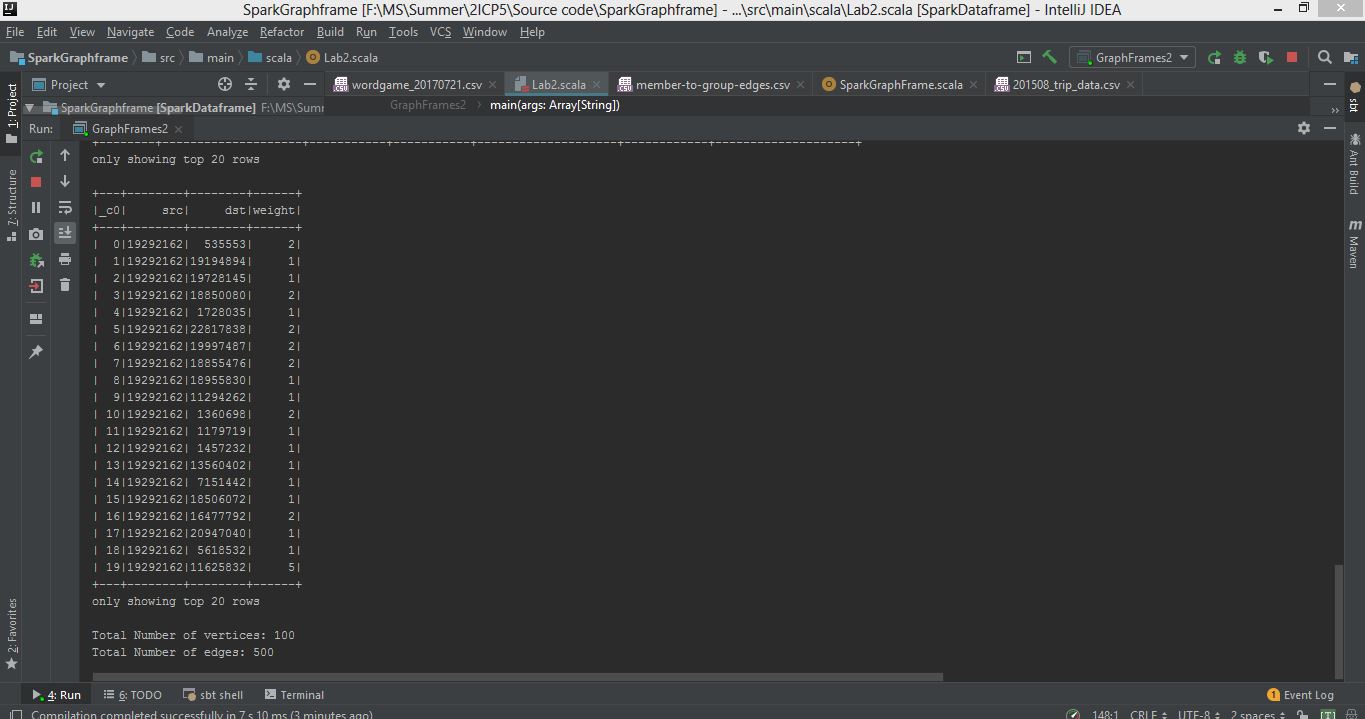 SparkGraphframe [F:\MS\Summer\2ICP5\Source code\SparkGraphframe] - ...\src\main\scala\Lab2.scala [SparkDataframe] - IntelliJ IDEA
File Edit View Navigate Code Analyze Refactor Build Run Tools VCS Window Help
SparkGraphframe src main scala Lab2.scala GraphFrames2
Project wordgame_20170721.csv Lab2.scala member-to-group-edges.csv SparkGraphFrame.scala 201508_trip_data.csv
SparkGraphframe [SparkDataframe] F:\MS\Sumr GraphFrames2 main(args: Array[String])
Run: GraphFrames2
1: Project
7: Structure
2: Favorites
sbt
Ant Build
Maven
+--------+--------------------+-----------+-----------+--------------------+------------+--------------------+
only showing top 20 rows
+---+--------+--------+------+
|_c0|     src|     dst|weight|
+---+--------+--------+------+
|  0|19292162|  535553|     2|
|  1|19292162|19194894|     1|
|  2|19292162|19728145|     1|
|  3|19292162|18850080|     2|
|  4|19292162| 1728035|     1|
|  5|19292162|22817838|     2|
|  6|19292162|19997487|     2|
|  7|19292162|18855476|     2|
|  8|19292162|18955830|     1|
|  9|19292162|11294262|     1|
| 10|19292162| 1360698|     2|
| 11|19292162| 1179719|     1|
| 12|19292162| 1457232|     1|
| 13|19292162|13560402|     1|
| 14|19292162| 7151442|     1|
| 15|19292162|18506072|     1|
| 16|19292162|16477792|     2|
| 17|19292162|20947040|     1|
| 18|19292162| 5618532|     1|
| 19|19292162|11625832|     5|
+---+--------+--------+------+
only showing top 20 rows
Total Number of vertices: 100
Total Number of edges: 500
4: Run 6: TODO sbt shell Terminal 1 Event Log
Compilation completed successfully in 7 s 10 ms (3 minutes ago) 148:1 CRLF UTF-8 2 spaces [T]